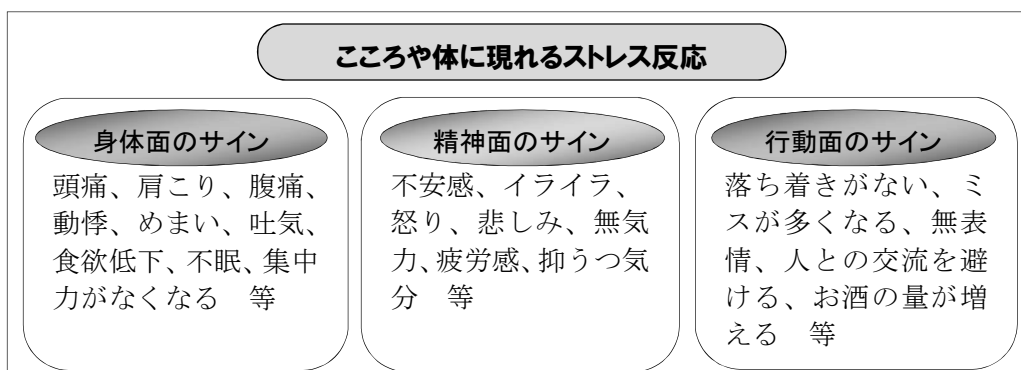 こころや体に現れるストレス反応
身体面のサイン
頭痛、肩こり、腹痛、
動悸、めまい、吐気、
食欲低下、不眠、集中
力がなくなる　等
精神面のサイン
不安感、イライラ、
怒り、悲しみ、無気
力、疲労感、抑うつ気
分　等
行動面のサイン
落ち着きがない、ミ
スが多くなる、無表
情、人との交流を避
ける、お酒の量が増
える　等